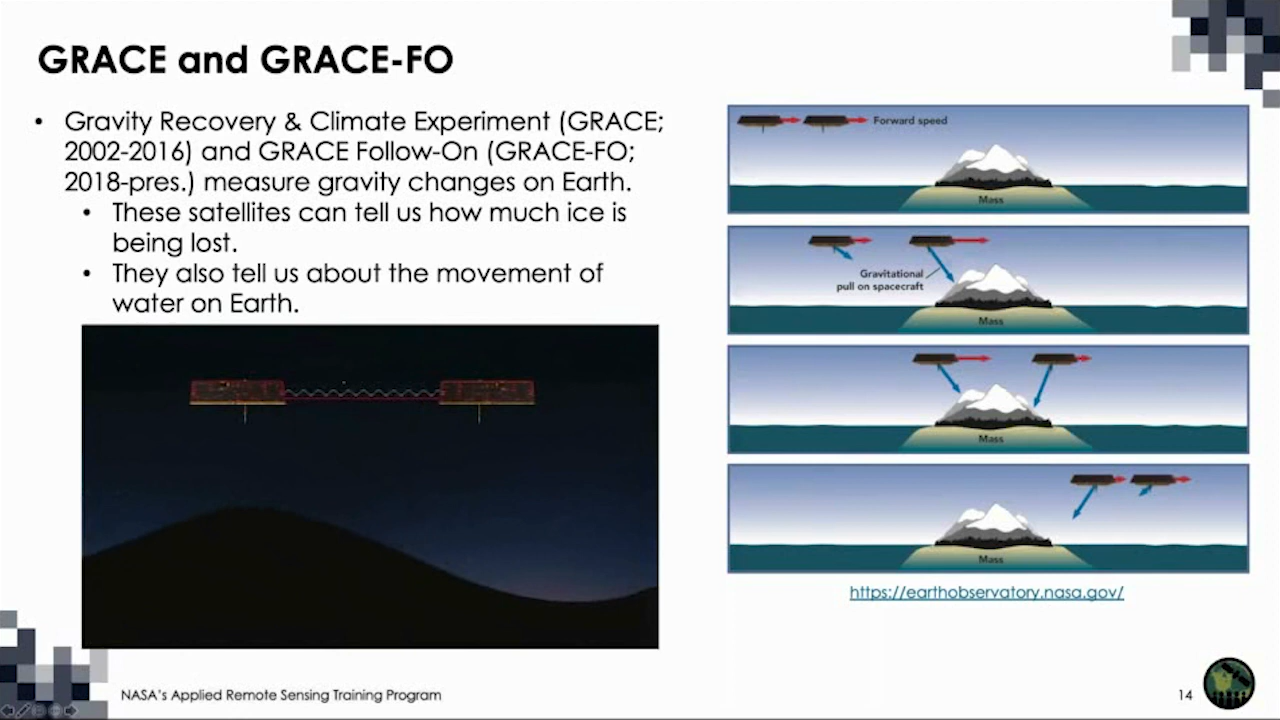 GRACE and GRACE-FO
• Gravity Recovery & Climate Experiment (GRACE;
2002-2016) and GRACE Follow-On (GRACE-FO;
2018-pres.) measure gravity changes on Earth.
• These satellites can tell us how much ice is
being lost.
• They also tell us about the movement of
water on Earth.
Forward speed
Mass
Gravitational
pull on spacecraft
Mass
Mass
Mass
https://earthobservatory.nasa.gov/
NASA's Applied Remote Sensing Training Program
14